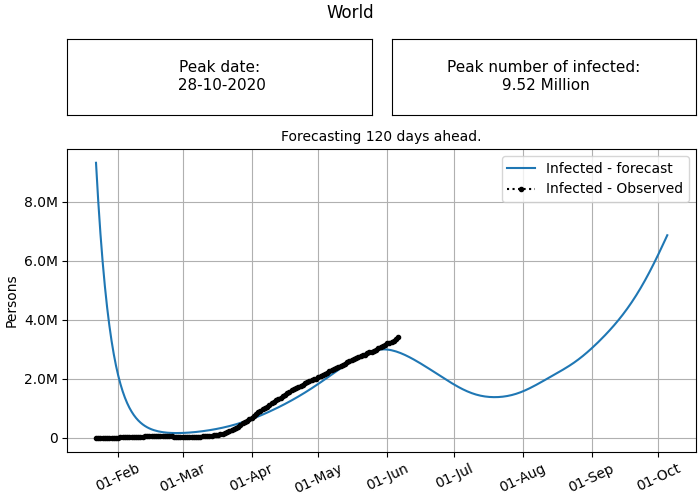 World
Peak date:
28-10-2020
Peak number of infected:
9.52 Million
Forecasting 120 days ahead.
Infected - forecast
Infected - Observed
8.0M
6.0M
4.0M
2.0M
0
Persons
01-Feb
01-Mar
01-Apr
01-May
01-Jun
01-Jul
01-Aug
01-Sep
01-Oct